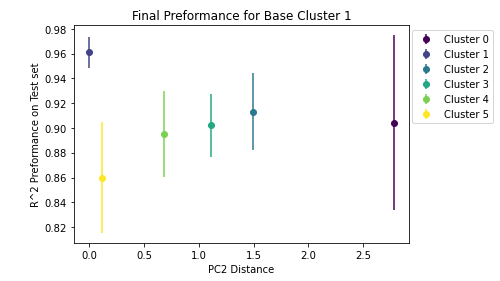 Final Preformance for Base Cluster 1
R^2 Preformance on Test set
0.98
0.96
0.94
0.92
0.90
0.88
0.86
0.84
0.82
0.0 0.5 1.0 1.5 2.0 2.5
PC2 Distance
Cluster 0
Cluster 1
Cluster 2
Cluster 3
Cluster 4
Cluster 5